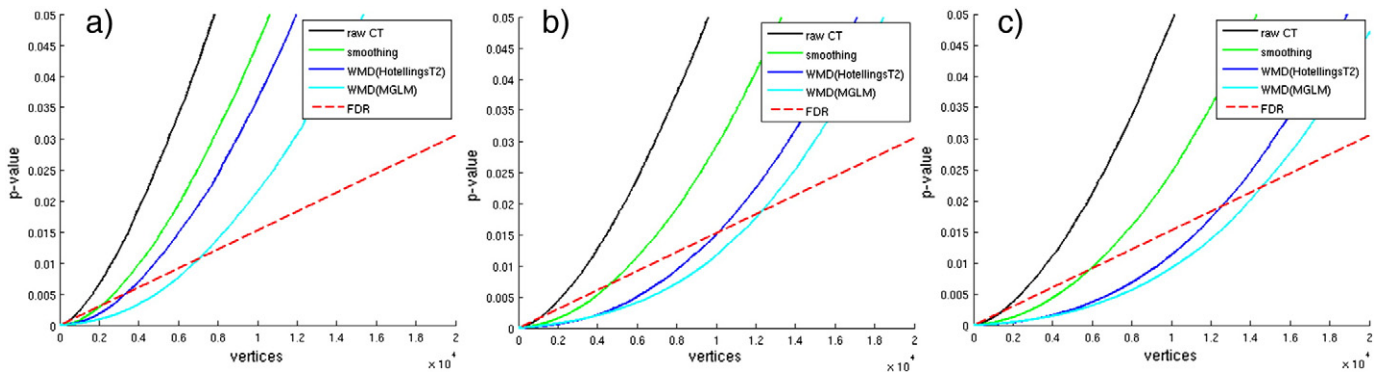 a)
0.05
0.045
0.04
0.035
0.03
0.025
0.02
0.015
0.01
0.005
0
p-value
raw CT
smoothing
WMD(HotellingsT2)
WMD(MGLM)
FDR
0 0.2 0.4 0.6 0.8 1 1.2 1.4 1.6 1.8 2
vertices
x 10^4
b)
0.05
0.045
0.04
0.035
0.03
0.025
0.02
0.015
0.01
0.005
0
p-value
raw CT
smoothing
WMD(HotellingsT2)
WMD(MGLM)
FDR
0 0.2 0.4 0.6 0.8 1 1.2 1.4 1.6 1.8 2
vertices
x 10^4
c)
0.05
0.045
0.04
0.035
0.03
0.025
0.02
0.015
0.01
0.005
0
p-value
raw CT
smoothing
WMD(HotellingsT2)
WMD(MGLM)
FDR
0 0.2 0.4 0.6 0.8 1 1.2 1.4 1.6 1.8 2
vertices
x 10^4